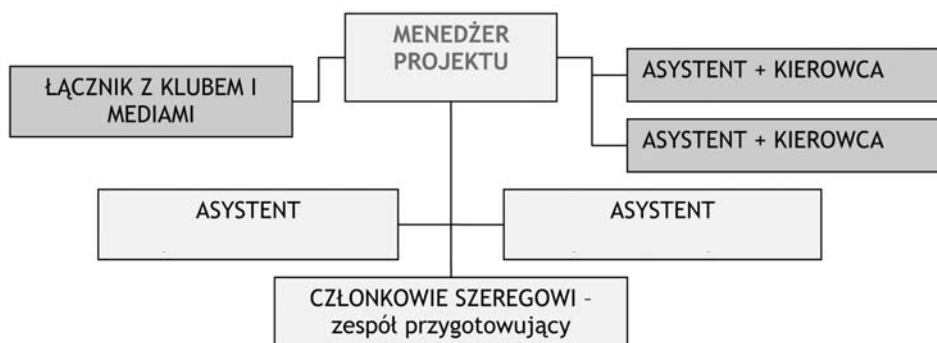 MENEDŻER
PROJEKTU
ŁĄCZNIK Z KLUBEM I
MEDIAMI
ASYSTENT + KIEROWCA
ASYSTENT + KIEROWCA
ASYSTENT
ASYSTENT
CZŁONKOWIE SZEREGOWI –
zespół przygotowujący